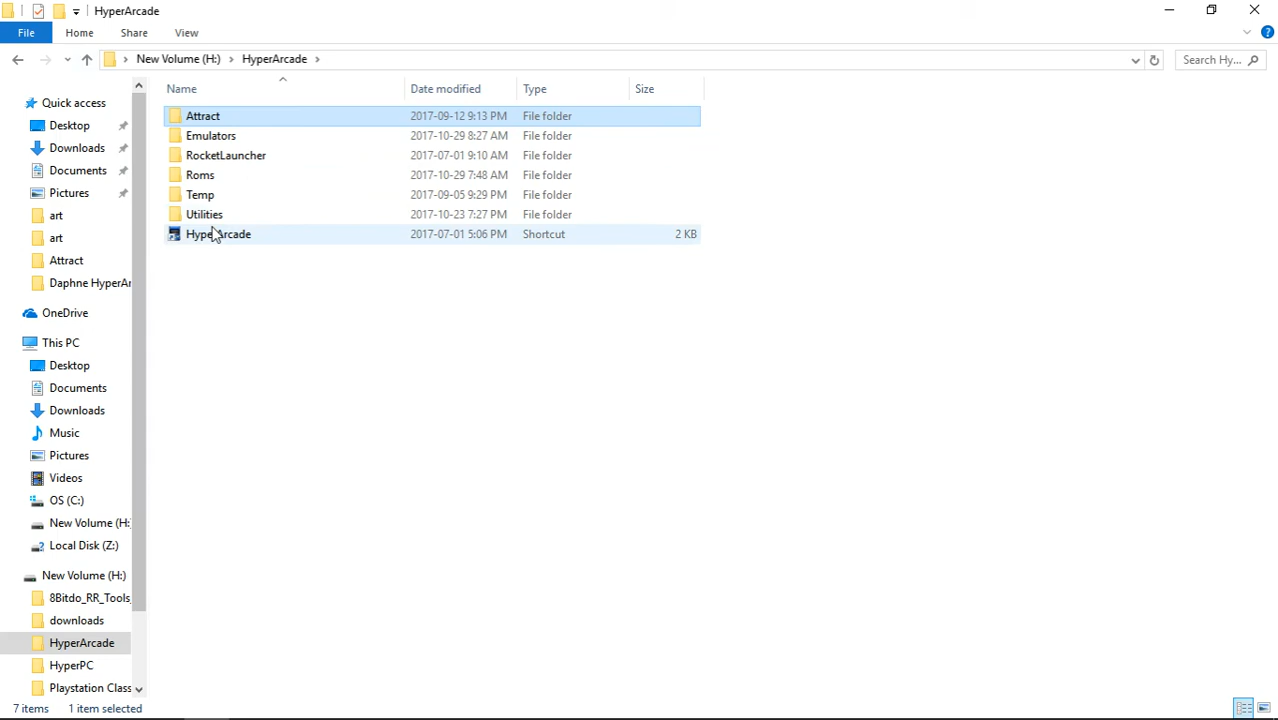 HyperArcade
File Home Share View
New Volume (H:) HyperArcade Search Hy...
Name Date modified Type Size
Attract 2017-09-12 9:13 PM File folder
Emulators 2017-10-29 8:27 AM File folder
RocketLauncher 2017-07-01 9:10 AM File folder
Roms 2017-10-29 7:48 AM File folder
Temp 2017-09-05 9:29 PM File folder
Utilities 2017-10-23 7:27 PM File folder
HyperArcade 2017-07-01 5:06 PM Shortcut 2 KB
Quick access
Desktop
Downloads
Documents
Pictures
art
art
Attract
Daphne HyperAr
OneDrive
This PC
Desktop
Documents
Downloads
Music
Pictures
Videos
OS (C:)
New Volume (H:
Local Disk (Z:)
New Volume (H:)
8Bitdo_RR_Tools_
downloads
HyperArcade
HyperPC
Playstation Class
7 items 1 item selected